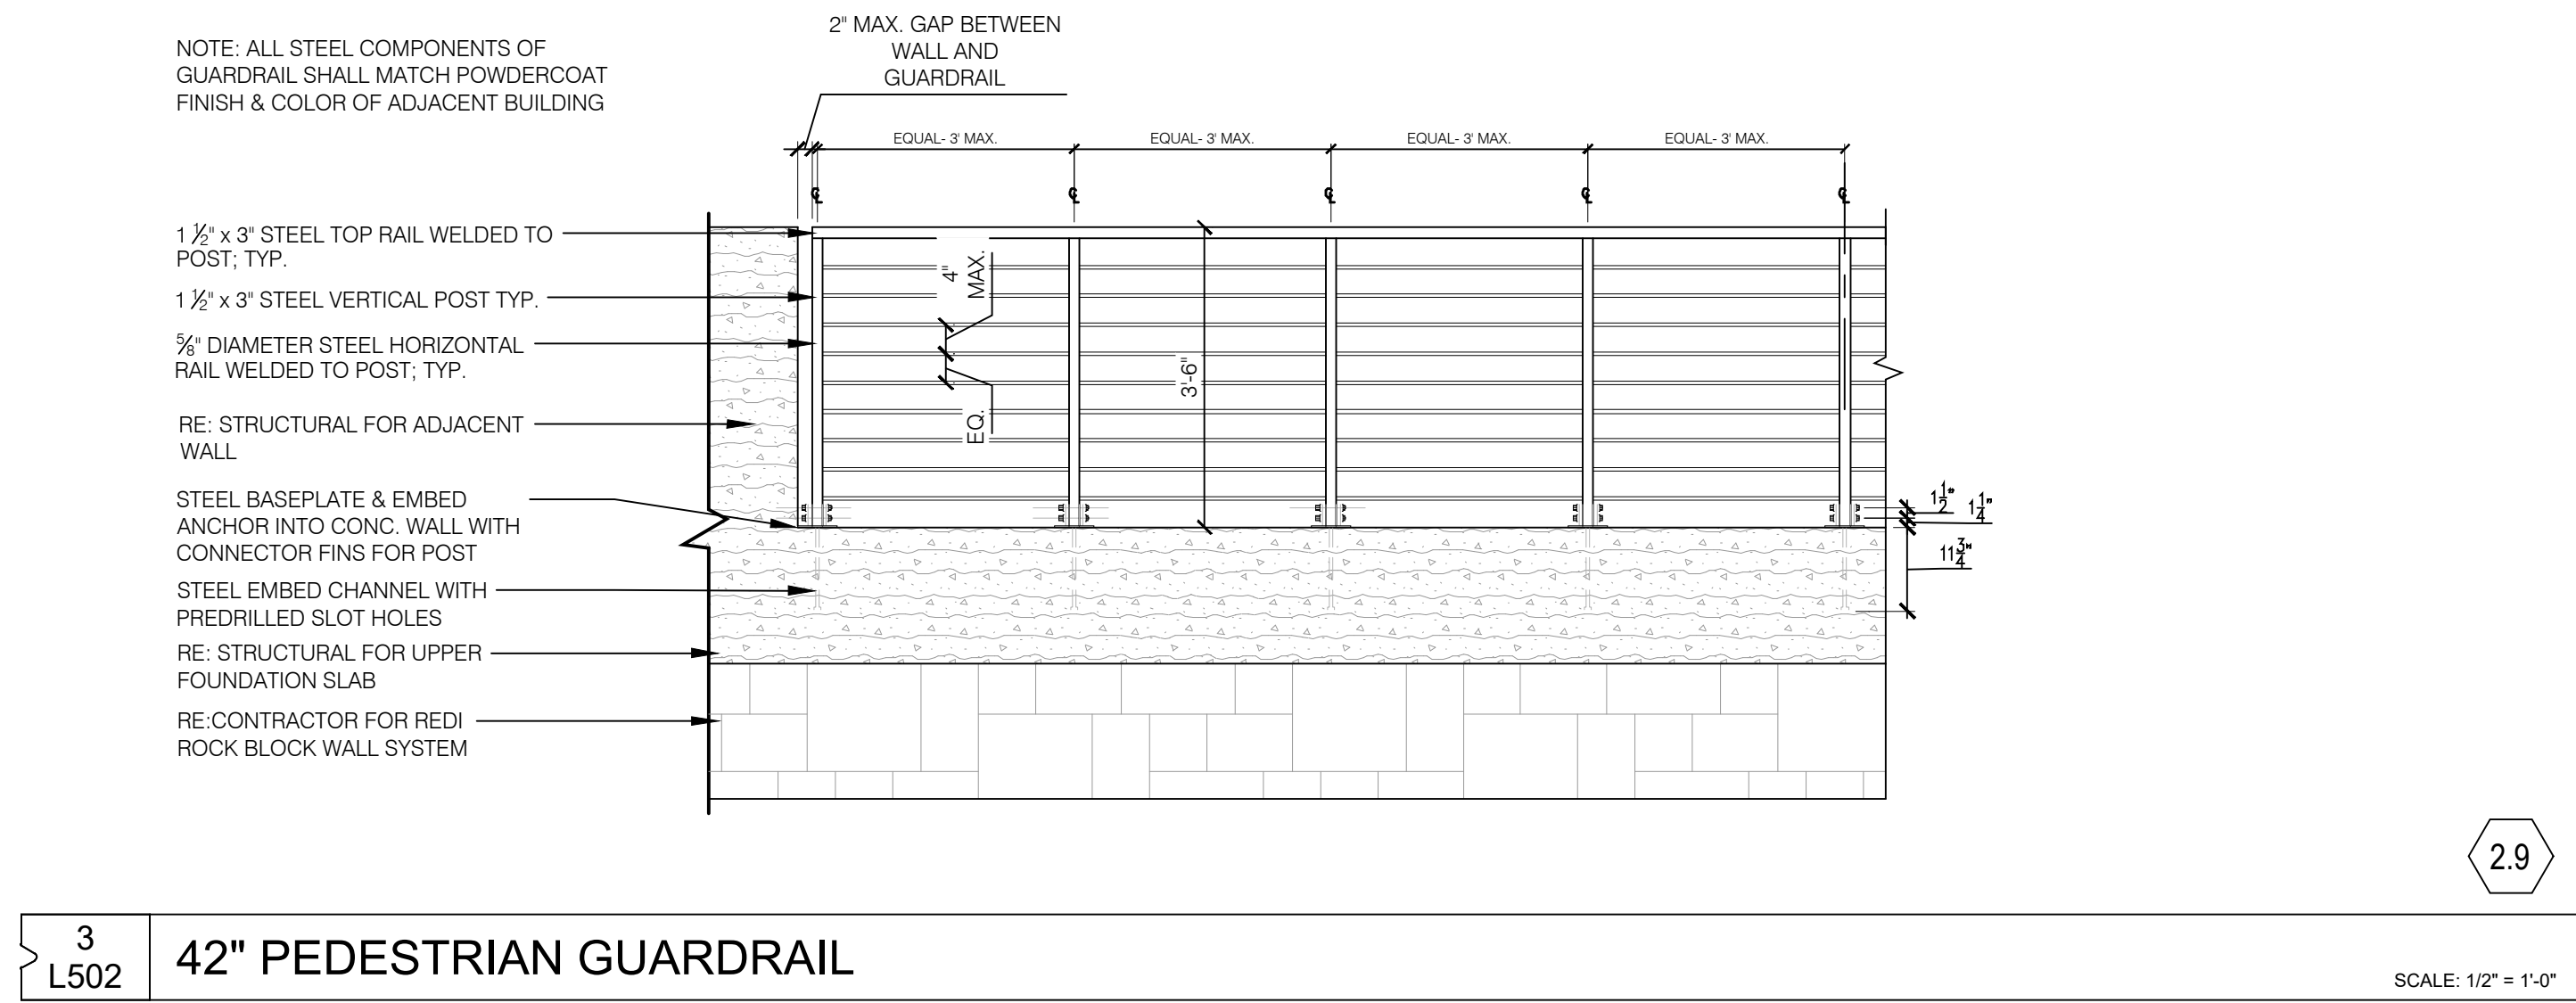 NOTE: ALL STEEL COMPONENTS OF
GUARDRAIL SHALL MATCH POWDERCOAT
FINISH & COLOR OF ADJACENT BUILDING
2" MAX. GAP BETWEEN
WALL AND
GUARDRAIL
EQUAL- 3' MAX.
EQUAL- 3' MAX.
EQUAL- 3' MAX.
EQUAL- 3' MAX.
℄
℄
℄
℄
℄
1 1/2" x 3" STEEL TOP RAIL WELDED TO
POST; TYP.
1 1/2" x 3" STEEL VERTICAL POST TYP.
5/8" DIAMETER STEEL HORIZONTAL
RAIL WELDED TO POST; TYP.
RE: STRUCTURAL FOR ADJACENT
WALL
STEEL BASEPLATE & EMBED
ANCHOR INTO CONC. WALL WITH
CONNECTOR FINS FOR POST
STEEL EMBED CHANNEL WITH
PREDRILLED SLOT HOLES
RE: STRUCTURAL FOR UPPER
FOUNDATION SLAB
RE:CONTRACTOR FOR REDI
ROCK BLOCK WALL SYSTEM
4"
MAX.
EQ.
3'-6"
1 1/2"
1 1/4"
11 3/4"
2.9
3
L502
42" PEDESTRIAN GUARDRAIL
SCALE: 1/2" = 1'-0"